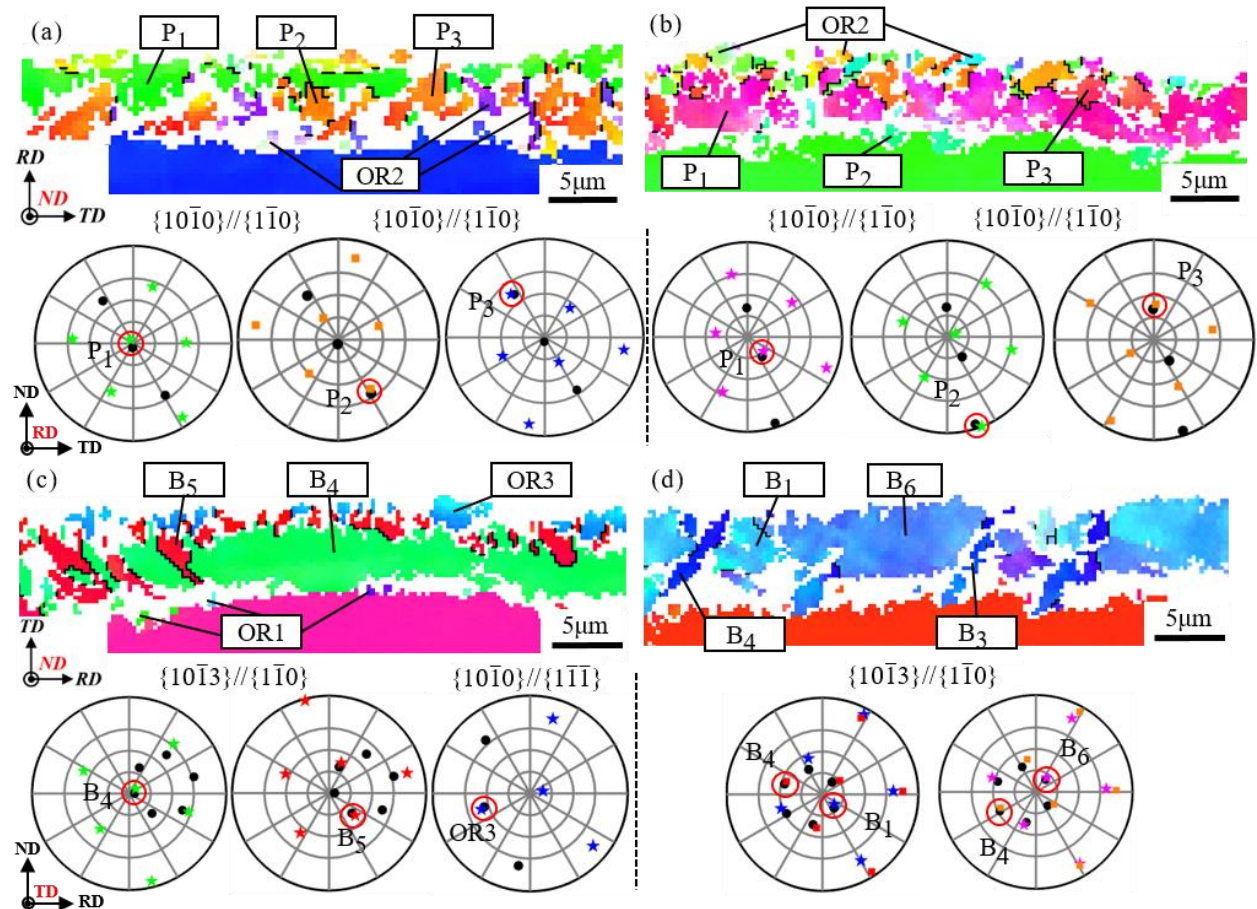 (a) P₁ P₂ P₃
OR2
RD
ND
TD
5μm
(b) OR2
P₁ P₂ P₃
5μm
{101̄0}//{11̄0} {101̄0}//{11̄0} {101̄0}//{11̄0} {101̄0}//{11̄0}
P₁ P₂ P₃ P₁ P₂ P₃
ND
RD
TD
(c) B₅ B₄ OR3
OR1
TD
ND
RD
5μm
(d) B₁ B₆
B₄ B₃
5μm
{101̄3}//{11̄0} {101̄0}//{11̄1̄} {101̄3}//{11̄0}
B₄ B₅ OR3 B₄ B₁ B₆ B₄
ND
TD
RD